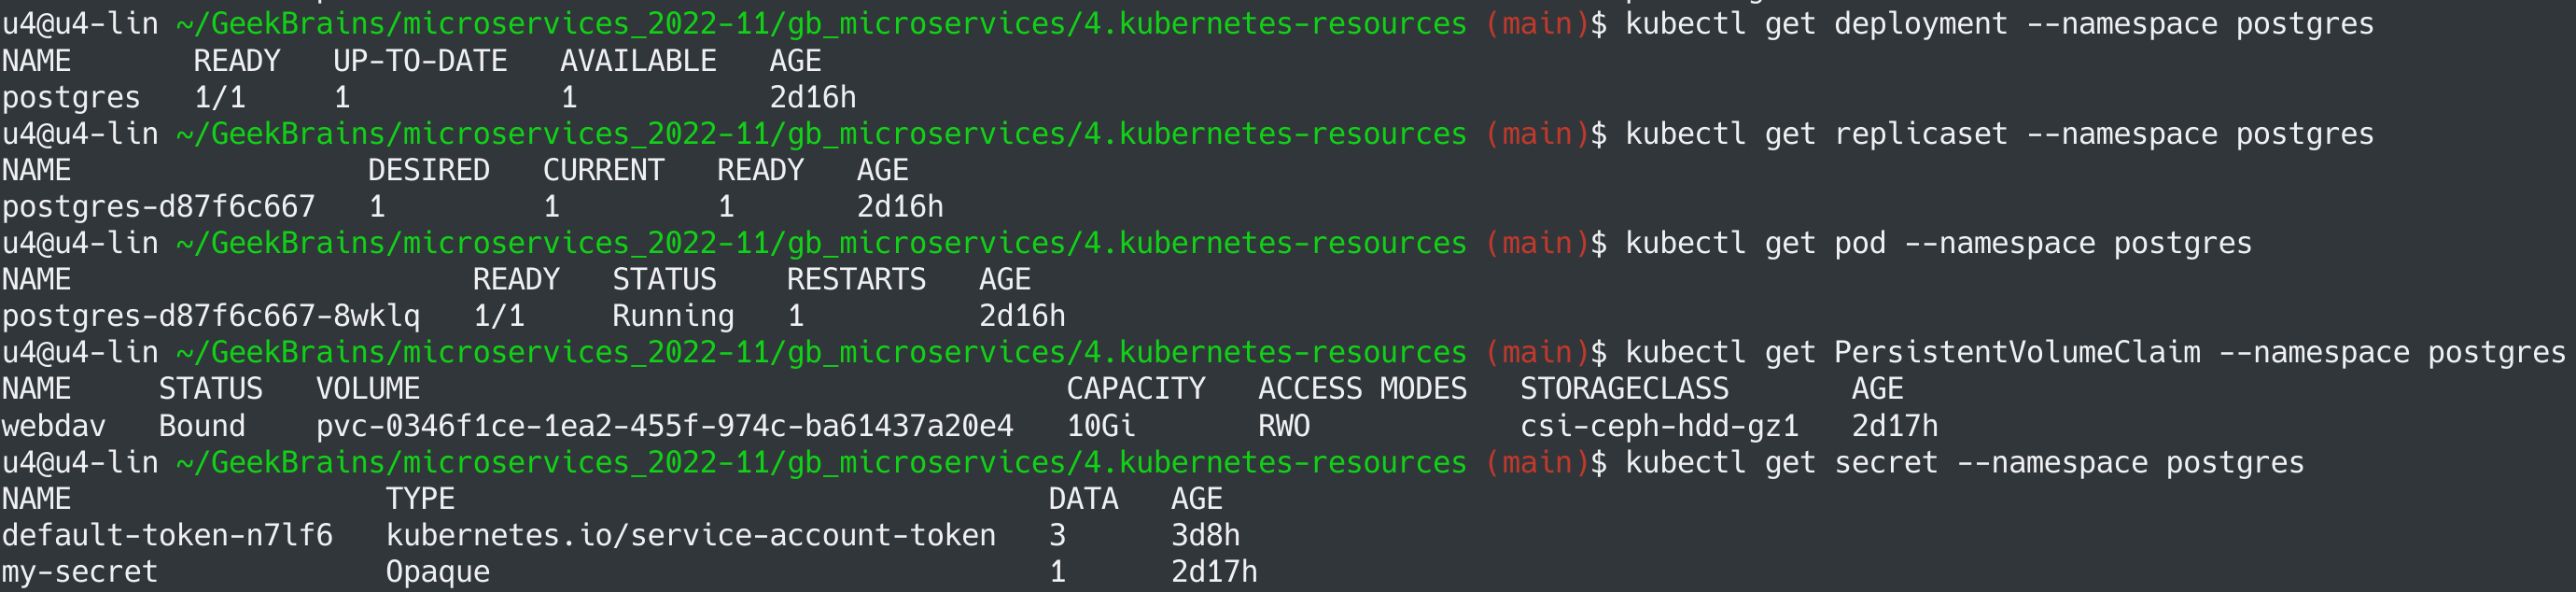 u4@u4-lin ~/GeekBrains/microservices_2022-11/gb_microservices/4.kubernetes-resources (main)$ kubectl get deployment --namespace postgres
NAME       READY   UP-TO-DATE   AVAILABLE   AGE
postgres   1/1     1            1           2d16h
u4@u4-lin ~/GeekBrains/microservices_2022-11/gb_microservices/4.kubernetes-resources (main)$ kubectl get replicaset --namespace postgres
NAME                 DESIRED   CURRENT   READY   AGE
postgres-d87f6c667   1         1         1       2d16h
u4@u4-lin ~/GeekBrains/microservices_2022-11/gb_microservices/4.kubernetes-resources (main)$ kubectl get pod --namespace postgres
NAME                       READY   STATUS    RESTARTS   AGE
postgres-d87f6c667-8wklq   1/1     Running   1          2d16h
u4@u4-lin ~/GeekBrains/microservices_2022-11/gb_microservices/4.kubernetes-resources (main)$ kubectl get PersistentVolumeClaim --namespace postgres
NAME     STATUS   VOLUME                                     CAPACITY   ACCESS MODES   STORAGECLASS       AGE
webdav   Bound    pvc-0346f1ce-1ea2-455f-974c-ba61437a20e4   10Gi       RWO            csi-ceph-hdd-gz1   2d17h
u4@u4-lin ~/GeekBrains/microservices_2022-11/gb_microservices/4.kubernetes-resources (main)$ kubectl get secret --namespace postgres
NAME                  TYPE                                  DATA   AGE
default-token-n7lf6   kubernetes.io/service-account-token   3      3d8h
my-secret             Opaque                                1      2d17h